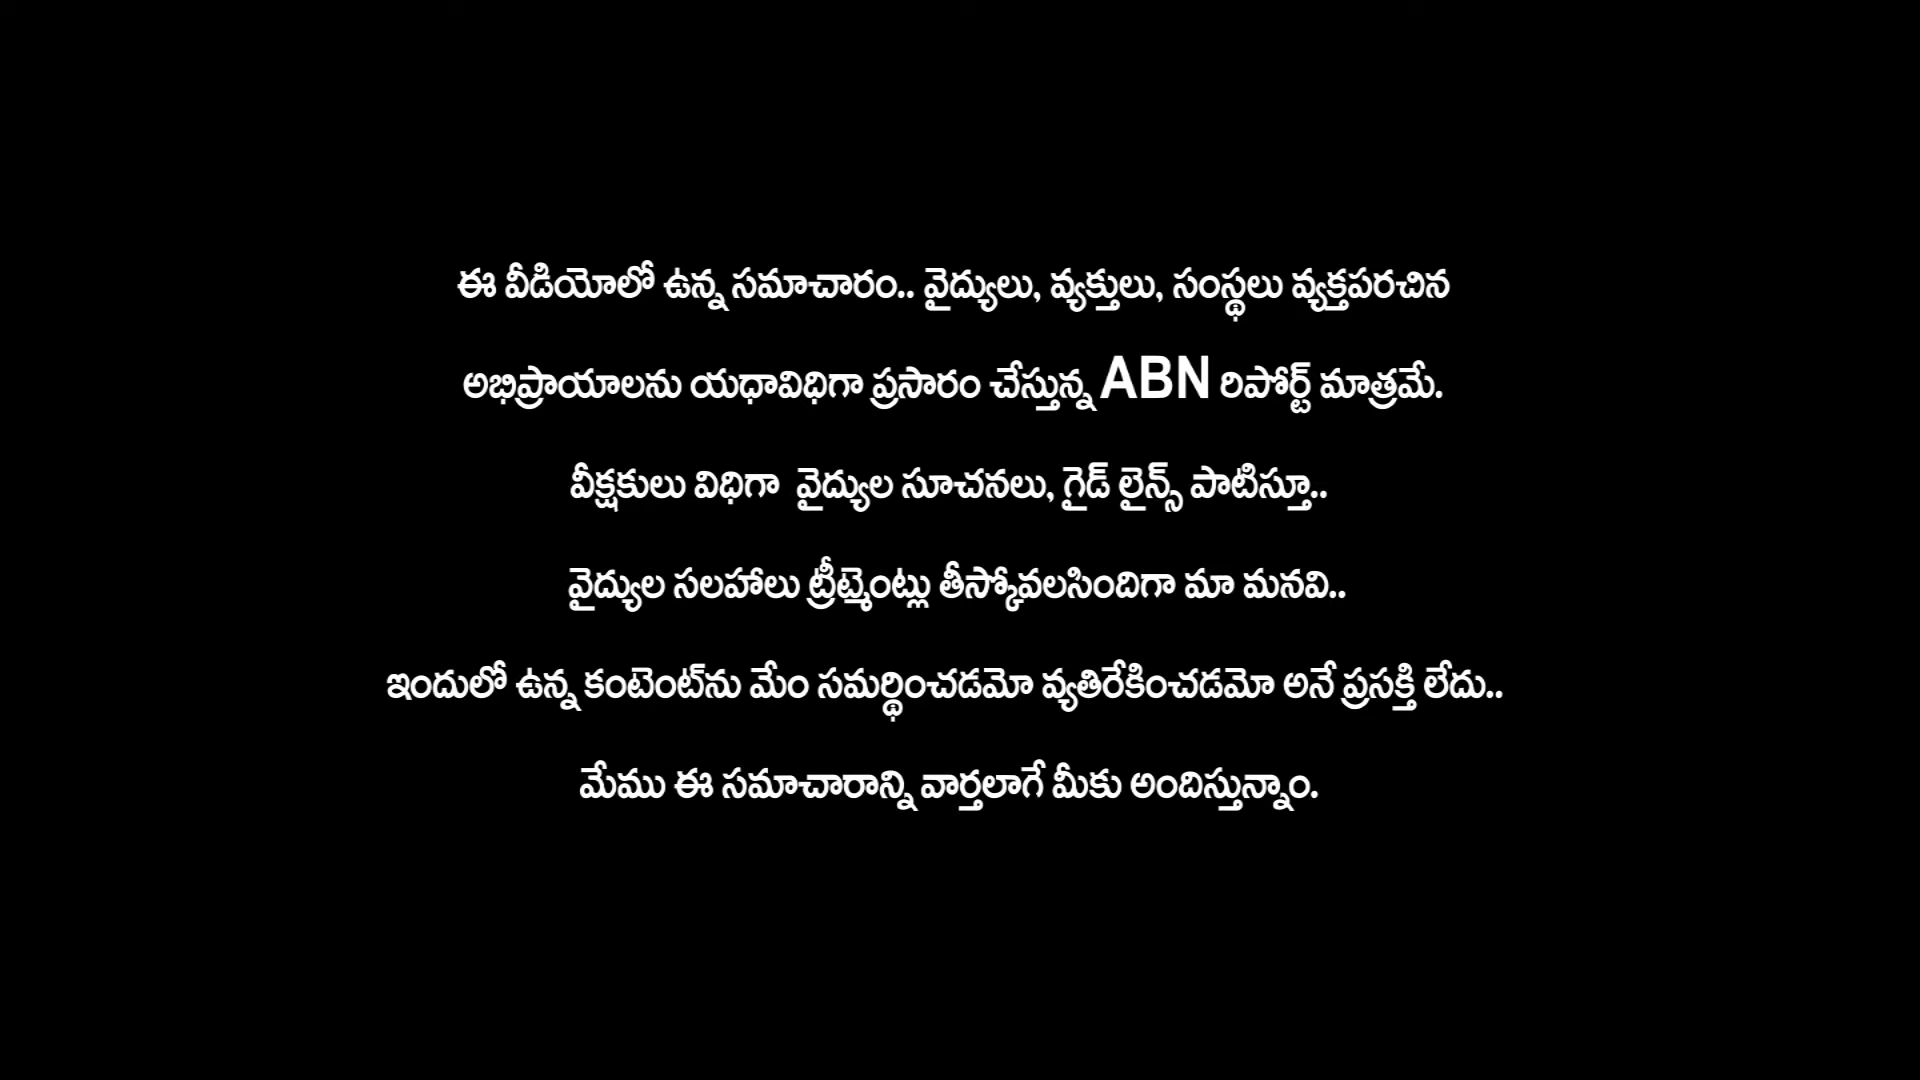 ఈ వీడియోలో ఉన్న సమాచారం.. వైద్యులు, వ్యక్తులు, సంస్థలు వ్యక్తపరచిన
అభిప్రాయాలను యధావిధిగా ప్రసారం చేస్తున్న ABN రిపోర్ట్ మాత్రమే.
వీక్షకులు విధిగా వైద్యుల సూచనలు, గైడ్ లైన్స్ పాటిస్తూ..
వైద్యుల సలహాలు ట్రీట్మెంట్లు తీస్కోవలసిందిగా మా మనవి..
ఇందులో ఉన్న కంటెంట్‌ను మేం సమర్థించడమో వ్యతిరేకించడమో అనే ప్రసక్తి లేదు..
మేము ఈ సమాచారాన్ని వార్తలాగే మీకు అందిస్తున్నాం.